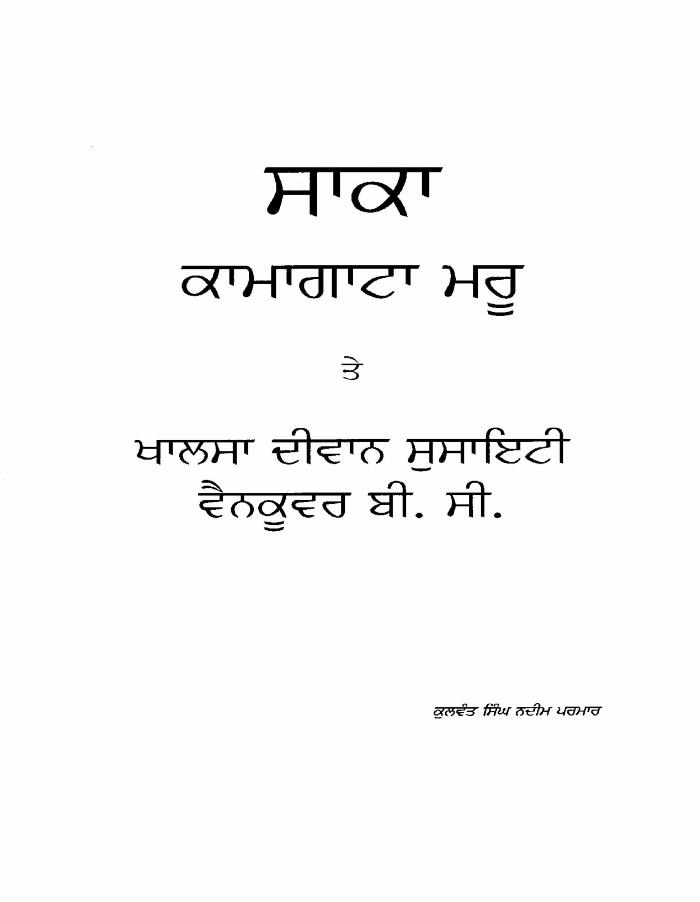 ਸਾਕਾ
ਕਾਮਾਗਾਟਾ ਮਰੂ
ਤੇ
ਖਾਲਸਾ ਦੀਵਾਨ ਸੁਸਾਇਟੀ
ਵੈਨਕੂਵਰ ਬੀ. ਸੀ.
ਕੁਲਵੰਤ ਸਿੰਘ ਨਦੀਮ ਪਰਮਾਰ